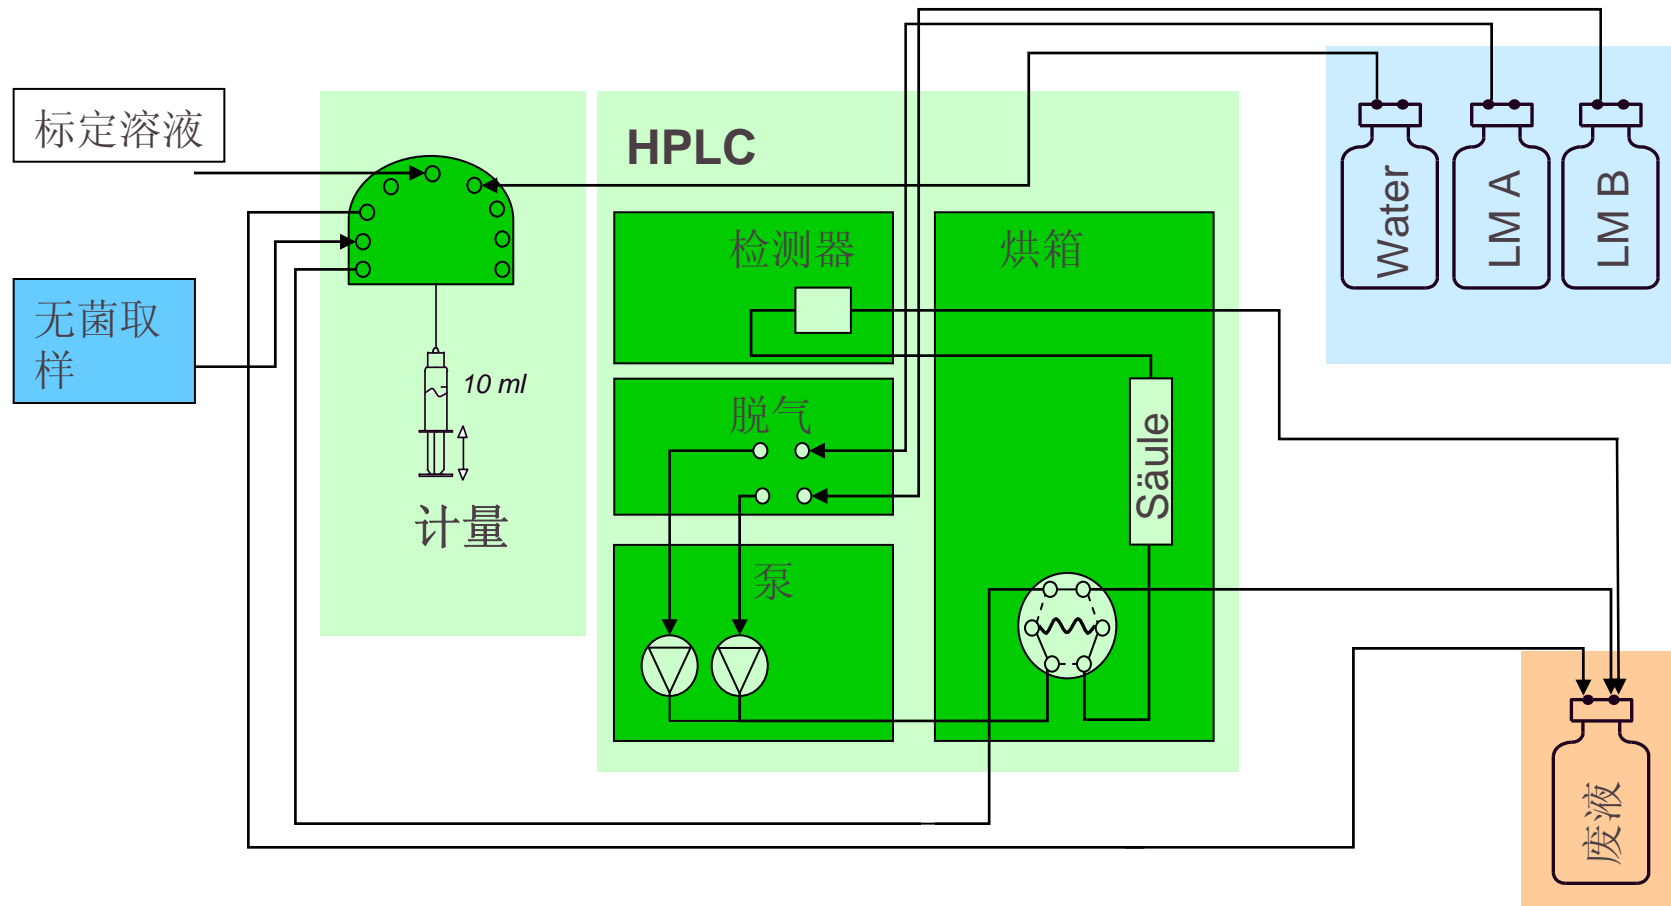 标定溶液
HPLC
Water
LM A
LM B
检测器
烘箱
无菌取
样
10 ml
脱气
Säule
计量
泵
废液